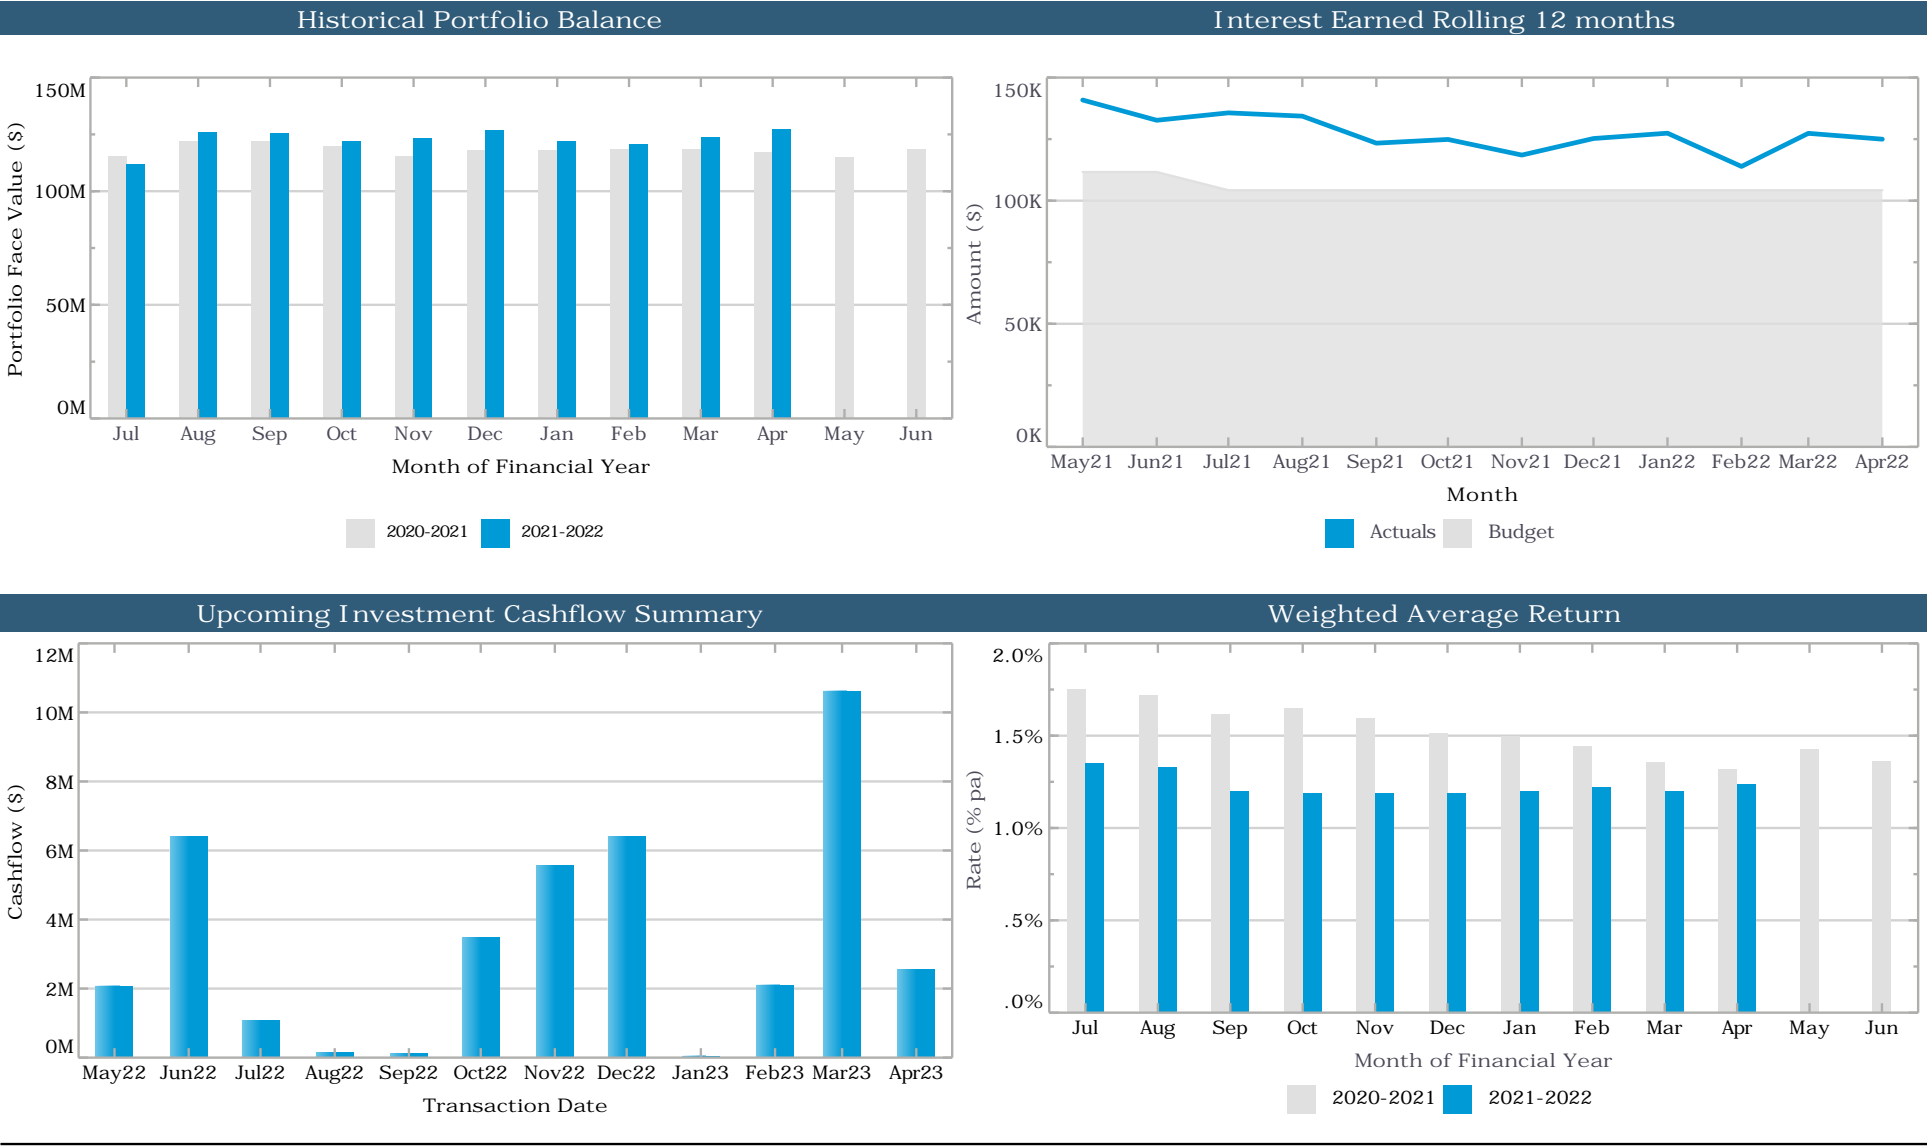 Historical Portfolio Balance
150M
100M
50M
0M
Portfolio Face Value ($)
Jul Aug Sep Oct Nov Dec Jan Feb Mar Apr May Jun
Month of Financial Year
2020-2021 2021-2022
Interest Earned Rolling 12 months
150K
100K
50K
0K
Amount ($)
May21 Jun21 Jul21 Aug21 Sep21 Oct21 Nov21 Dec21 Jan22 Feb22 Mar22 Apr22
Month
Actuals Budget
Upcoming Investment Cashflow Summary
12M
10M
8M
6M
4M
2M
0M
Cashflow ($)
May22 Jun22 Jul22 Aug22 Sep22 Oct22 Nov22 Dec22 Jan23 Feb23 Mar23 Apr23
Transaction Date
Weighted Average Return
2.0%
1.5%
1.0%
.5%
.0%
Rate (% pa)
Jul Aug Sep Oct Nov Dec Jan Feb Mar Apr May Jun
Month of Financial Year
2020-2021 2021-2022